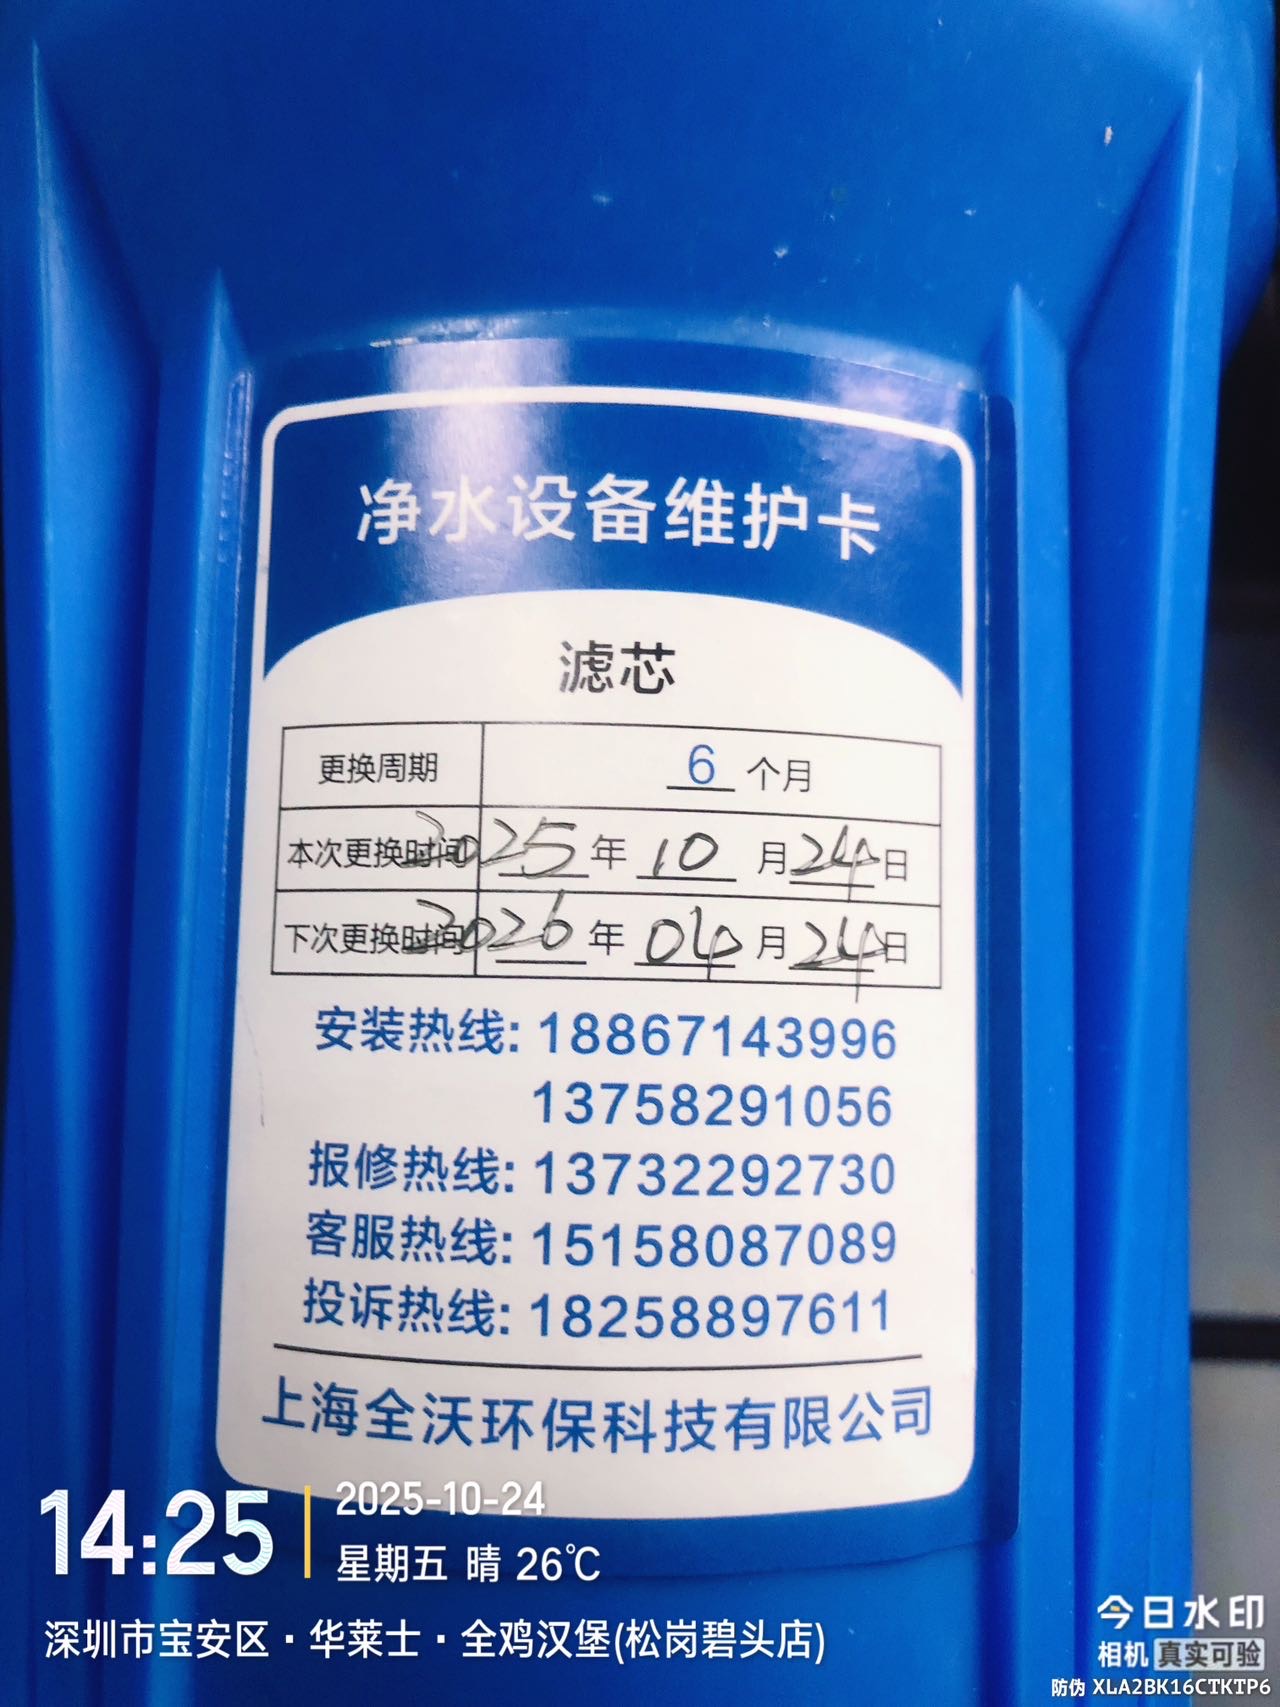 净水设备维护卡
滤芯
更换周期 6 个月
本次更换时间 2025 年 10 月 24 日
下次更换时间 2026 年 04 月 24 日
安装热线: 18867143996
13758291056
报修热线: 13732292730
客服热线: 15158087089
投诉热线: 18258897611
上海全沃环保科技有限公司
14:25
2025-10-24
星期五 晴 26℃
深圳市宝安区·华莱士·全鸡汉堡(松岗碧头店)
今日水印
相机 真实可验
防伪 XLA2BK16CTKTP6